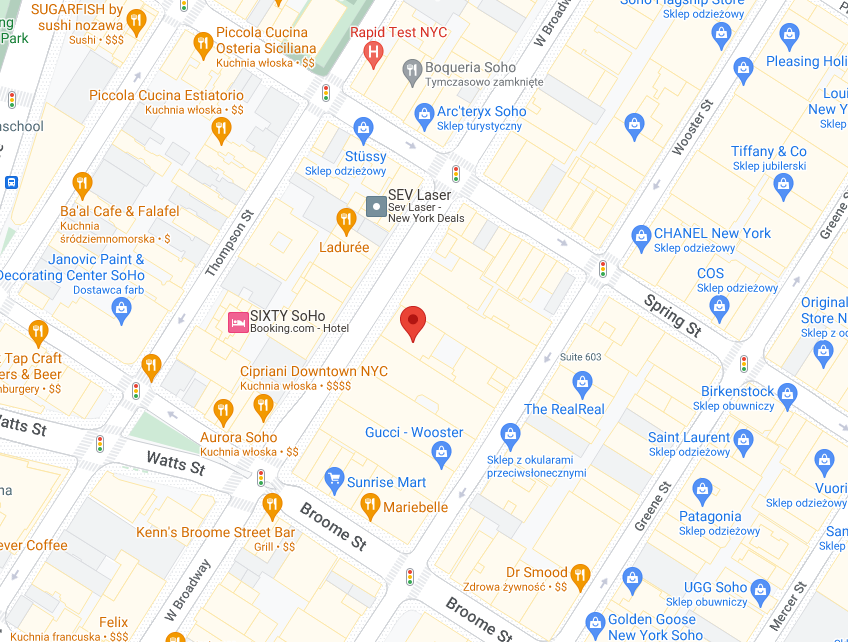 SUGARFISH by
sushi nozawa
Sushi • $$$
Park
Piccola Cucina
Osteria Siciliana
Kuchnia włoska • $$
Rapid Test NYC
W Broadway
Sklep odzieżowy
Boqueria Soho
Tymczasowo zamknięte
Pleasing Holi
Piccola Cucina Estiatorio
Kuchnia włoska • $$
Arc'teryx Soho
Sklep turystyczny
Wooster St
New Y
Sklep
Stüssy
Sklep odzieżowy
Tiffany & Co
Sklep jubilerski
SEV Laser
Sev Laser -
New York Deals
Ba'al Cafe & Falafel
Kuchnia
śródziemnomorska • $
Thompson St
Ladurée
CHANEL New York
Sklep odzieżowy
Greene S
Janovic Paint &
Decorating Center SoHo
Dostawca farb
COS
Sklep odzieżowy
Spring St
Original
Store N
Sklep z o
SIXTY SoHo
Booking.com - Hotel
Tap Craft
ers & Beer
burgery • $$
Suite 603
Cipriani Downtown NYC
Kuchnia włoska • $$$$
The RealReal
Birkenstock
Sklep obuwniczy
Watts St
Aurora Soho
Kuchnia włoska • $$
Gucci - Wooster
Saint Laurent
Sklep odzieżowy
Watts St
Sklep z okularami
przeciwsłonecznymi
Sunrise Mart
Mariebelle
Greene St
Vuori
Sklep odzieżowy
Patagonia
Sklep odzieżowy
Kenn's Broome Street Bar
Grill • $$
Broome St
ever Coffee
San
Sklep
W Broadway
Dr Smood
Zdrowa żywność • $$
UGG Soho
Sklep obuwniczy
Mercer St
Felix
Kuchnia francuska • $$$
Broome St
Golden Goose
New York Soho